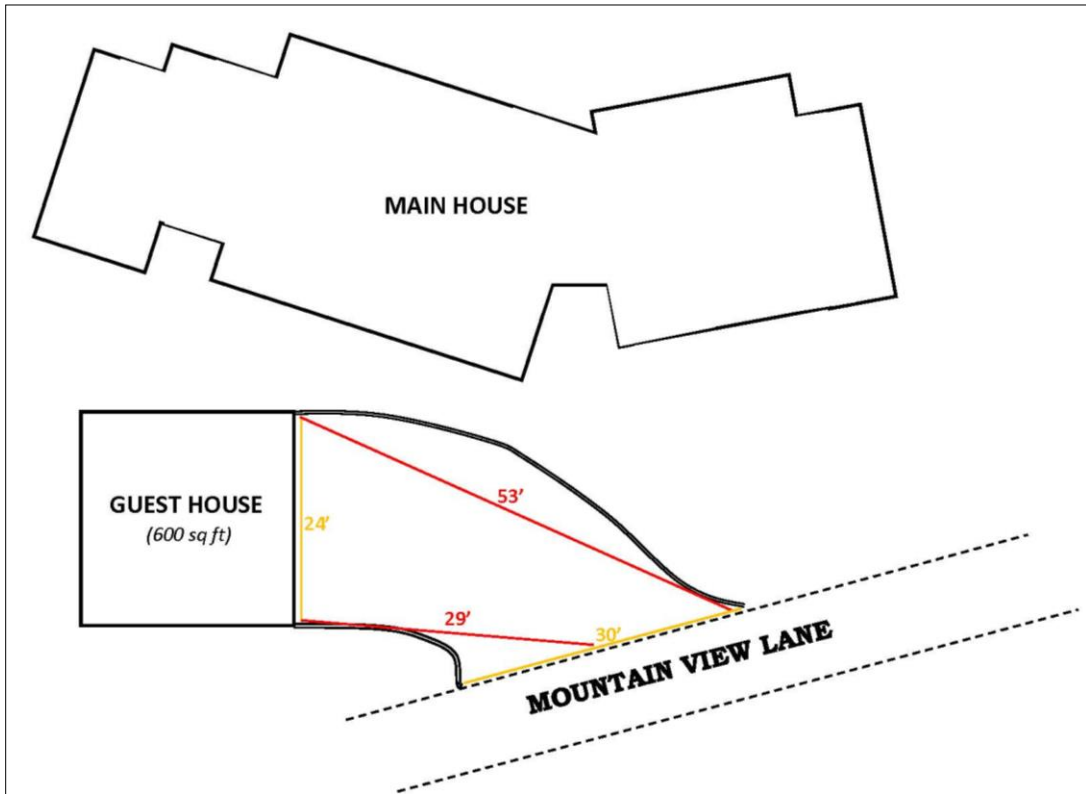 MAIN HOUSE
53'
GUEST HOUSE
(600 sq ft)
24'
29'
30'
MOUNTAIN VIEW LANE